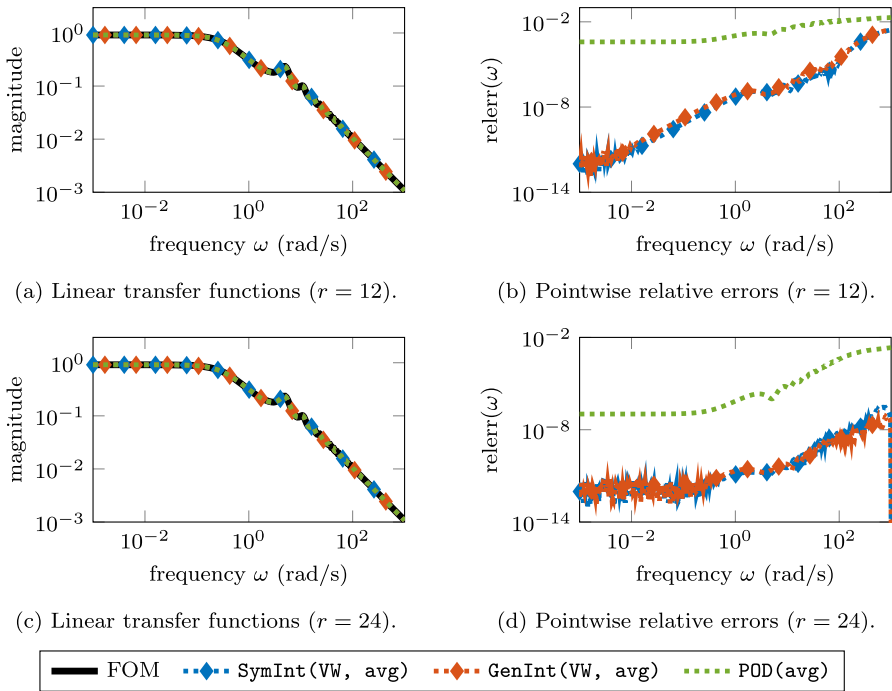 10^0
10^-1
10^-2
10^-3
magnitude
10^-2 10^0 10^2
frequency ω (rad/s)
(a) Linear transfer functions (r = 12).
10^-2
10^-8
10^-14
relerr(ω)
10^-2 10^0 10^2
frequency ω (rad/s)
(b) Pointwise relative errors (r = 12).
10^0
10^-1
10^-2
10^-3
magnitude
10^-2 10^0 10^2
frequency ω (rad/s)
(c) Linear transfer functions (r = 24).
10^-2
10^-8
10^-14
relerr(ω)
10^-2 10^0 10^2
frequency ω (rad/s)
(d) Pointwise relative errors (r = 24).
FOM SymInt(VW, avg) GenInt(VW, avg) POD(avg)